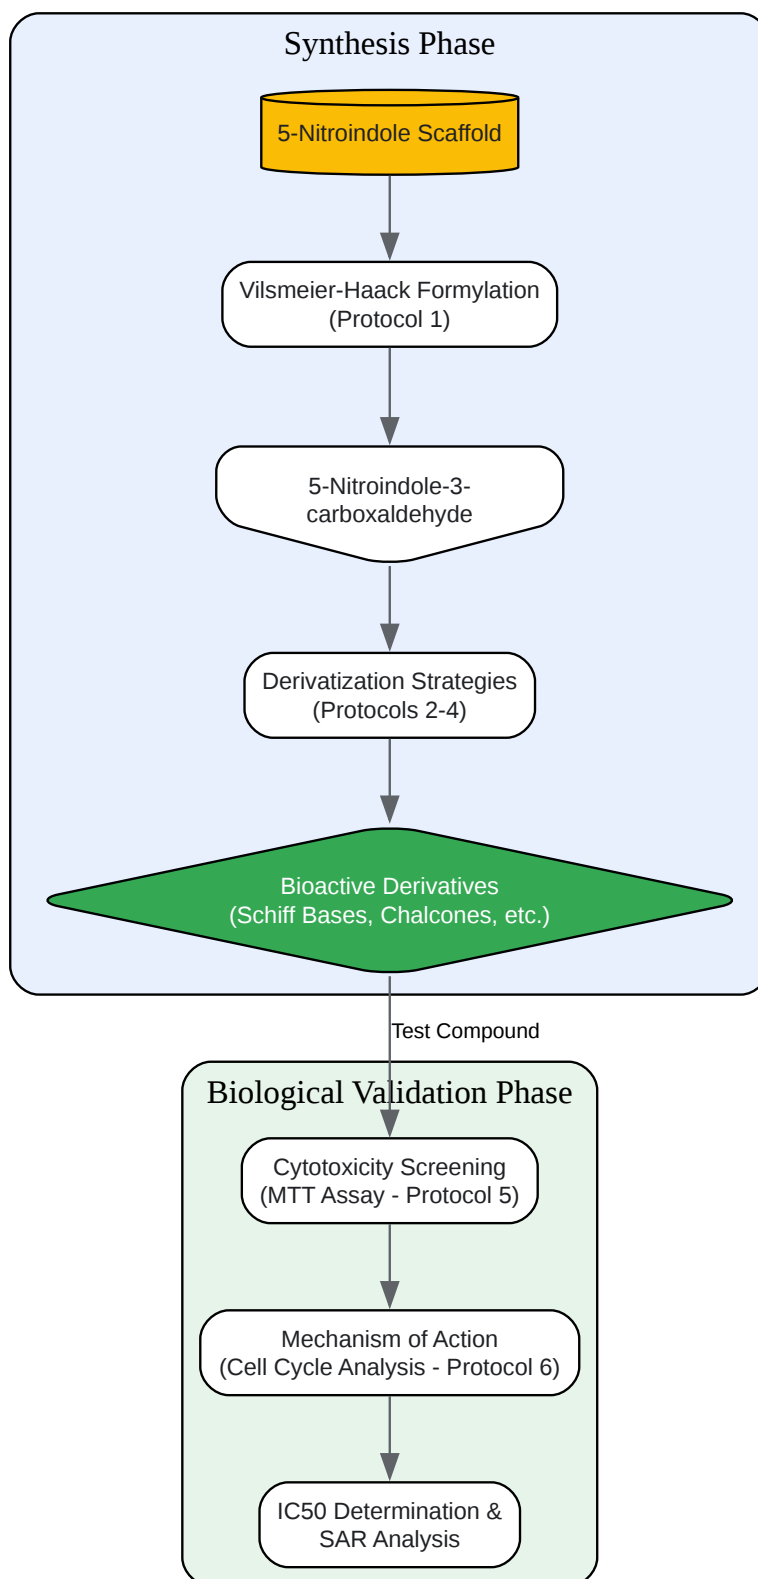 Synthesis Phase
5-Nitroindole Scaffold
Vilsmeier-Haack Formylation
(Protocol 1)
5-Nitroindole-3-
carboxaldehyde
Derivatization Strategies
(Protocols 2-4)
Bioactive Derivatives
(Schiff Bases, Chalcones, etc.)
Test Compound
Biological Validation Phase
Cytotoxicity Screening
(MTT Assay - Protocol 5)
Mechanism of Action
(Cell Cycle Analysis - Protocol 6)
IC50 Determination &
SAR Analysis